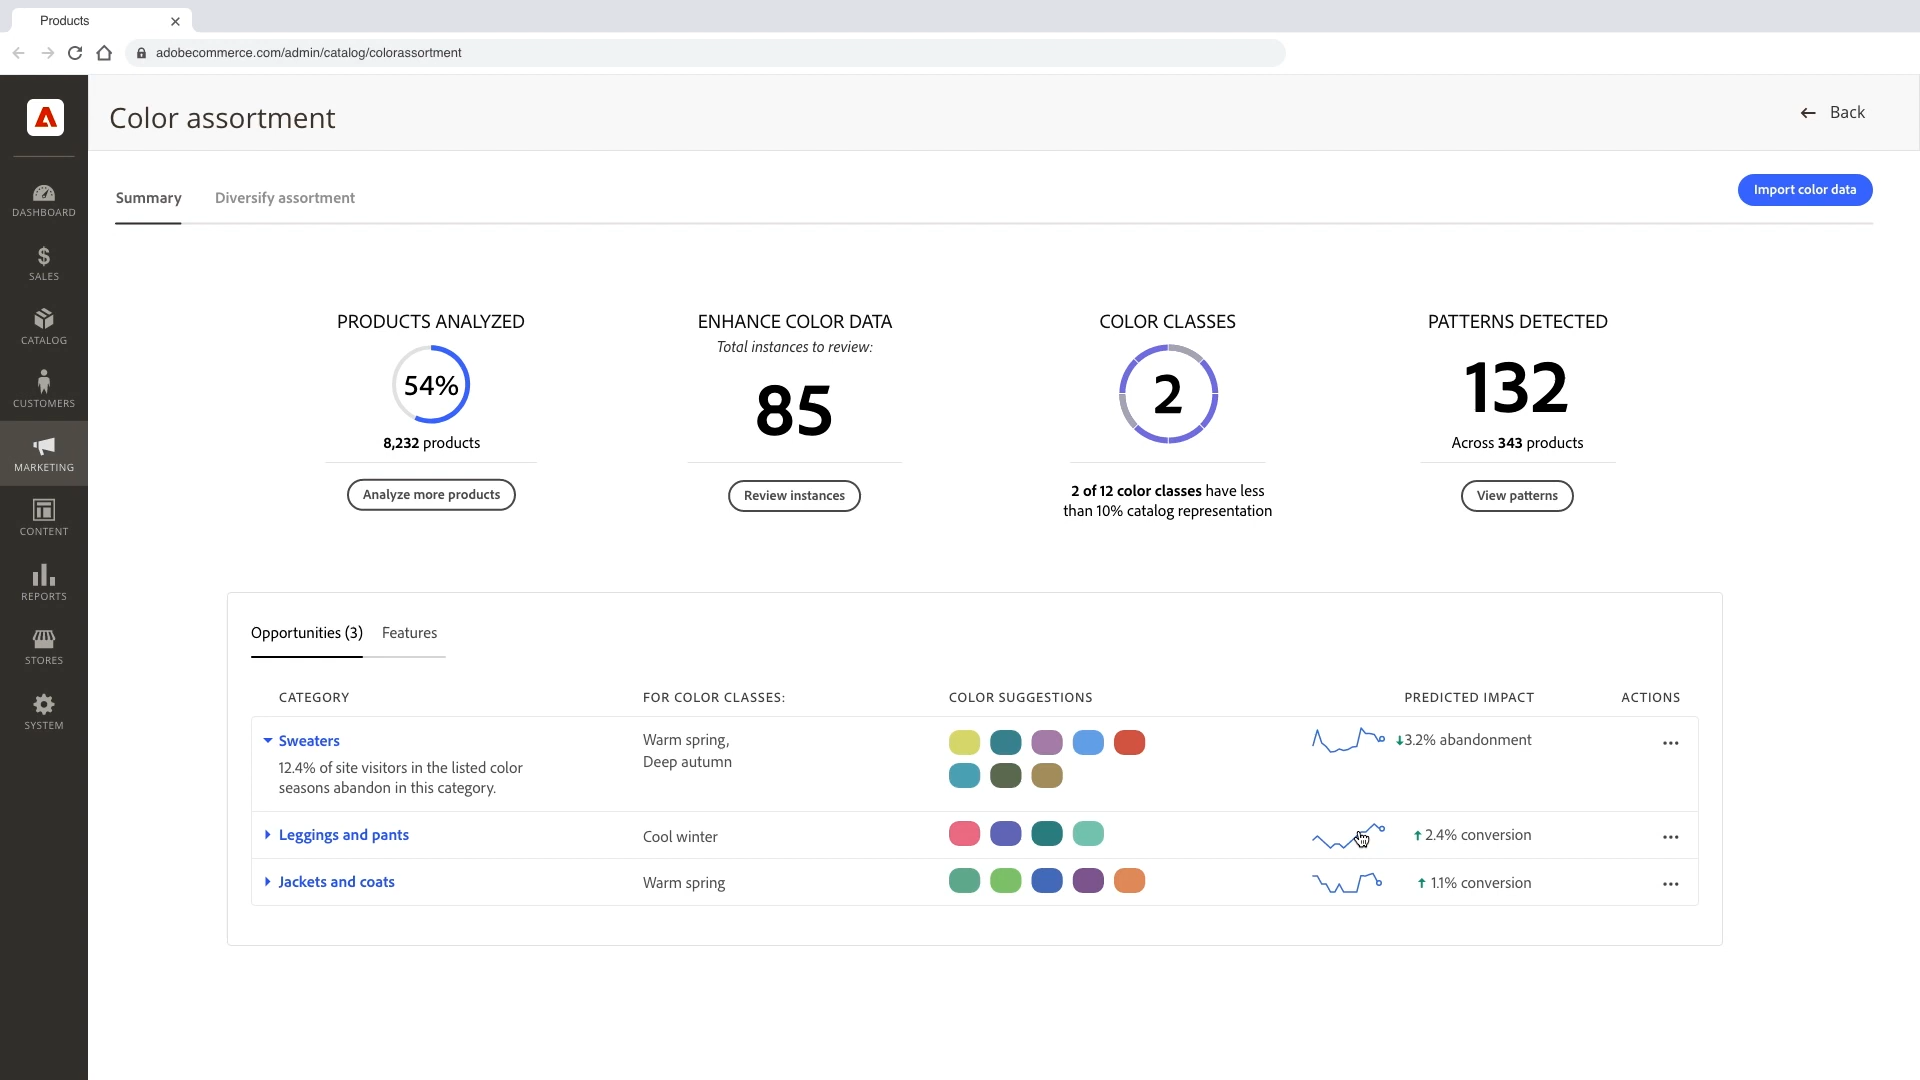 Products
adobecommerce.com/admin/catalog/colorassortment
Color assortment
Back
Summary
Diversify assortment
Import color data
DASHBOARD
SALES
CATALOG
CUSTOMERS
MARKETING
CONTENT
REPORTS
STORES
SYSTEM
PRODUCTS ANALYZED
54%
8,232 products
Analyze more products
ENHANCE COLOR DATA
Total instances to review:
85
Review instances
COLOR CLASSES
2
2 of 12 color classes have less
than 10% catalog representation
PATTERNS DETECTED
132
Across 343 products
View patterns
Opportunities (3)
Features
CATEGORY
FOR COLOR CLASSES:
COLOR SUGGESTIONS
PREDICTED IMPACT
ACTIONS
Sweaters
12.4% of site visitors in the listed color
seasons abandon in this category.
Warm spring,
Deep autumn
3.2% abandonment
Leggings and pants
Cool winter
2.4% conversion
Jackets and coats
Warm spring
1.1% conversion